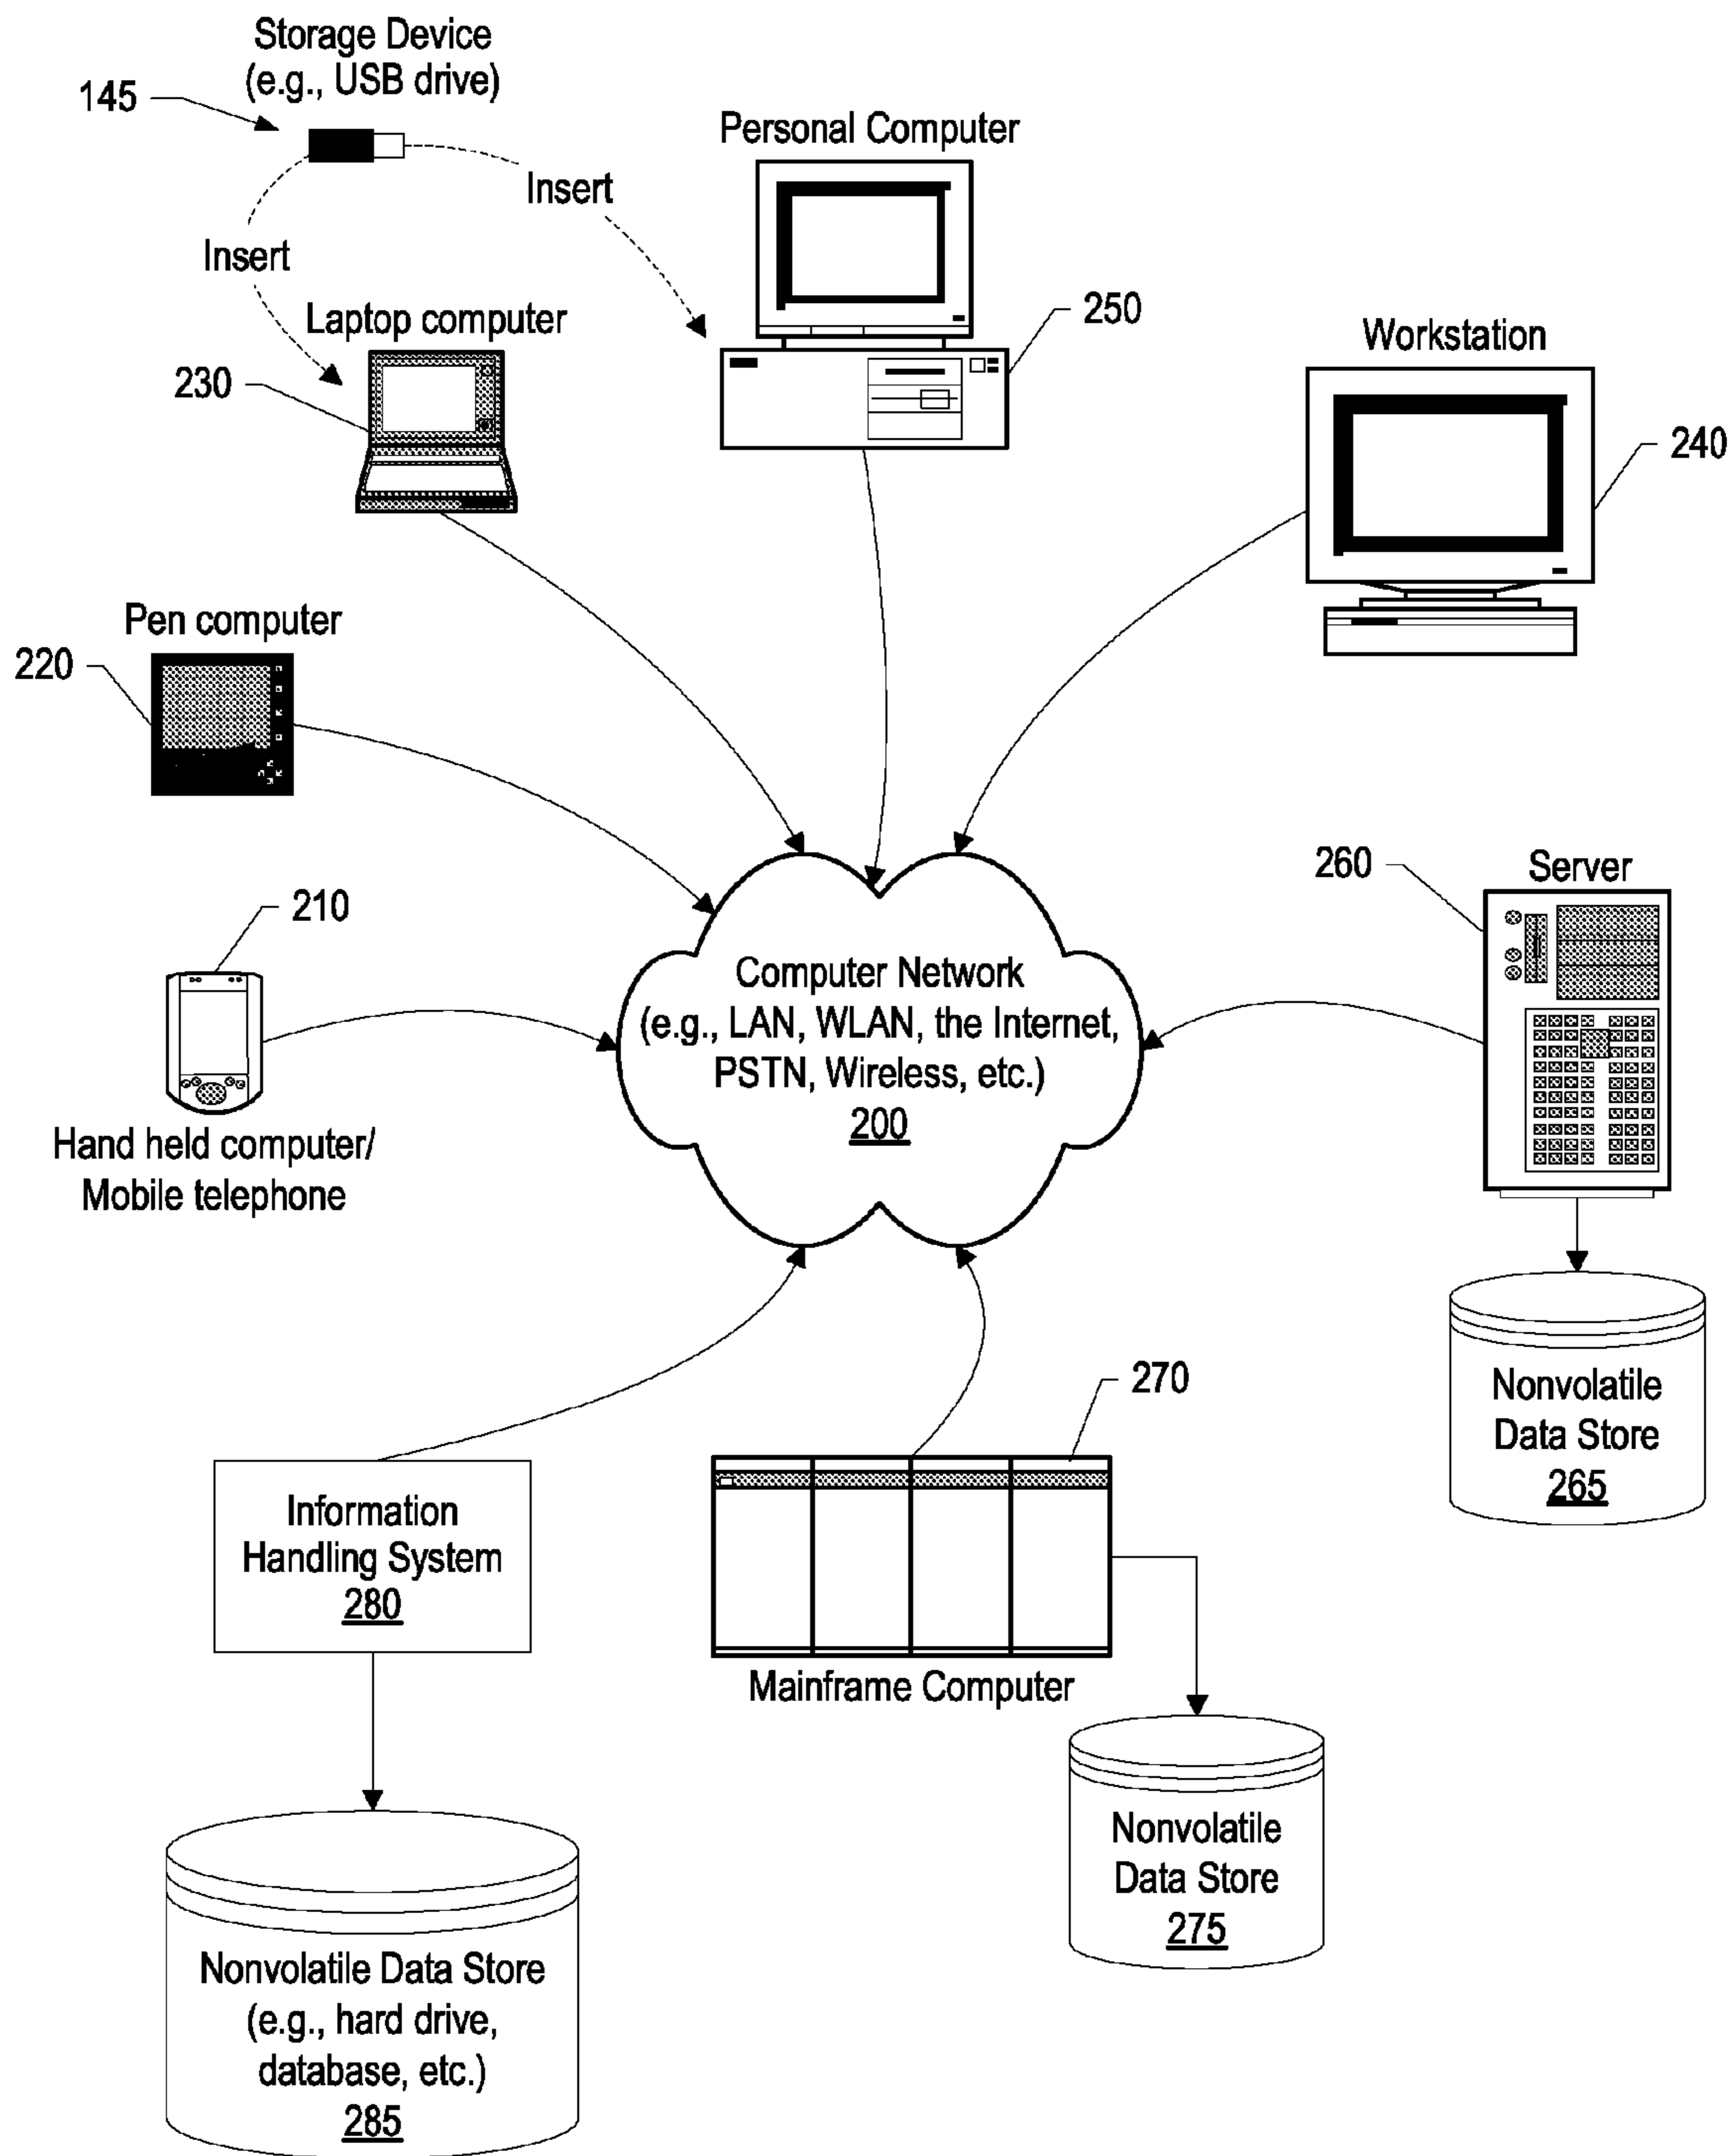 Storage Device
(e.g., USB drive)
145
Personal Computer
Insert
Insert
Laptop computer
250
Workstation
230
240
Pen computer
220
260
Server
210
Computer Network
(e.g., LAN, WLAN, the Internet,
PSTN, Wireless, etc.)
200
Hand held computer/
Mobile telephone
270
Nonvolatile
Data Store
265
Information
Handling System
280
Mainframe Computer
Nonvolatile
Data Store
275
Nonvolatile Data Store
(e.g., hard drive,
database, etc.)
285